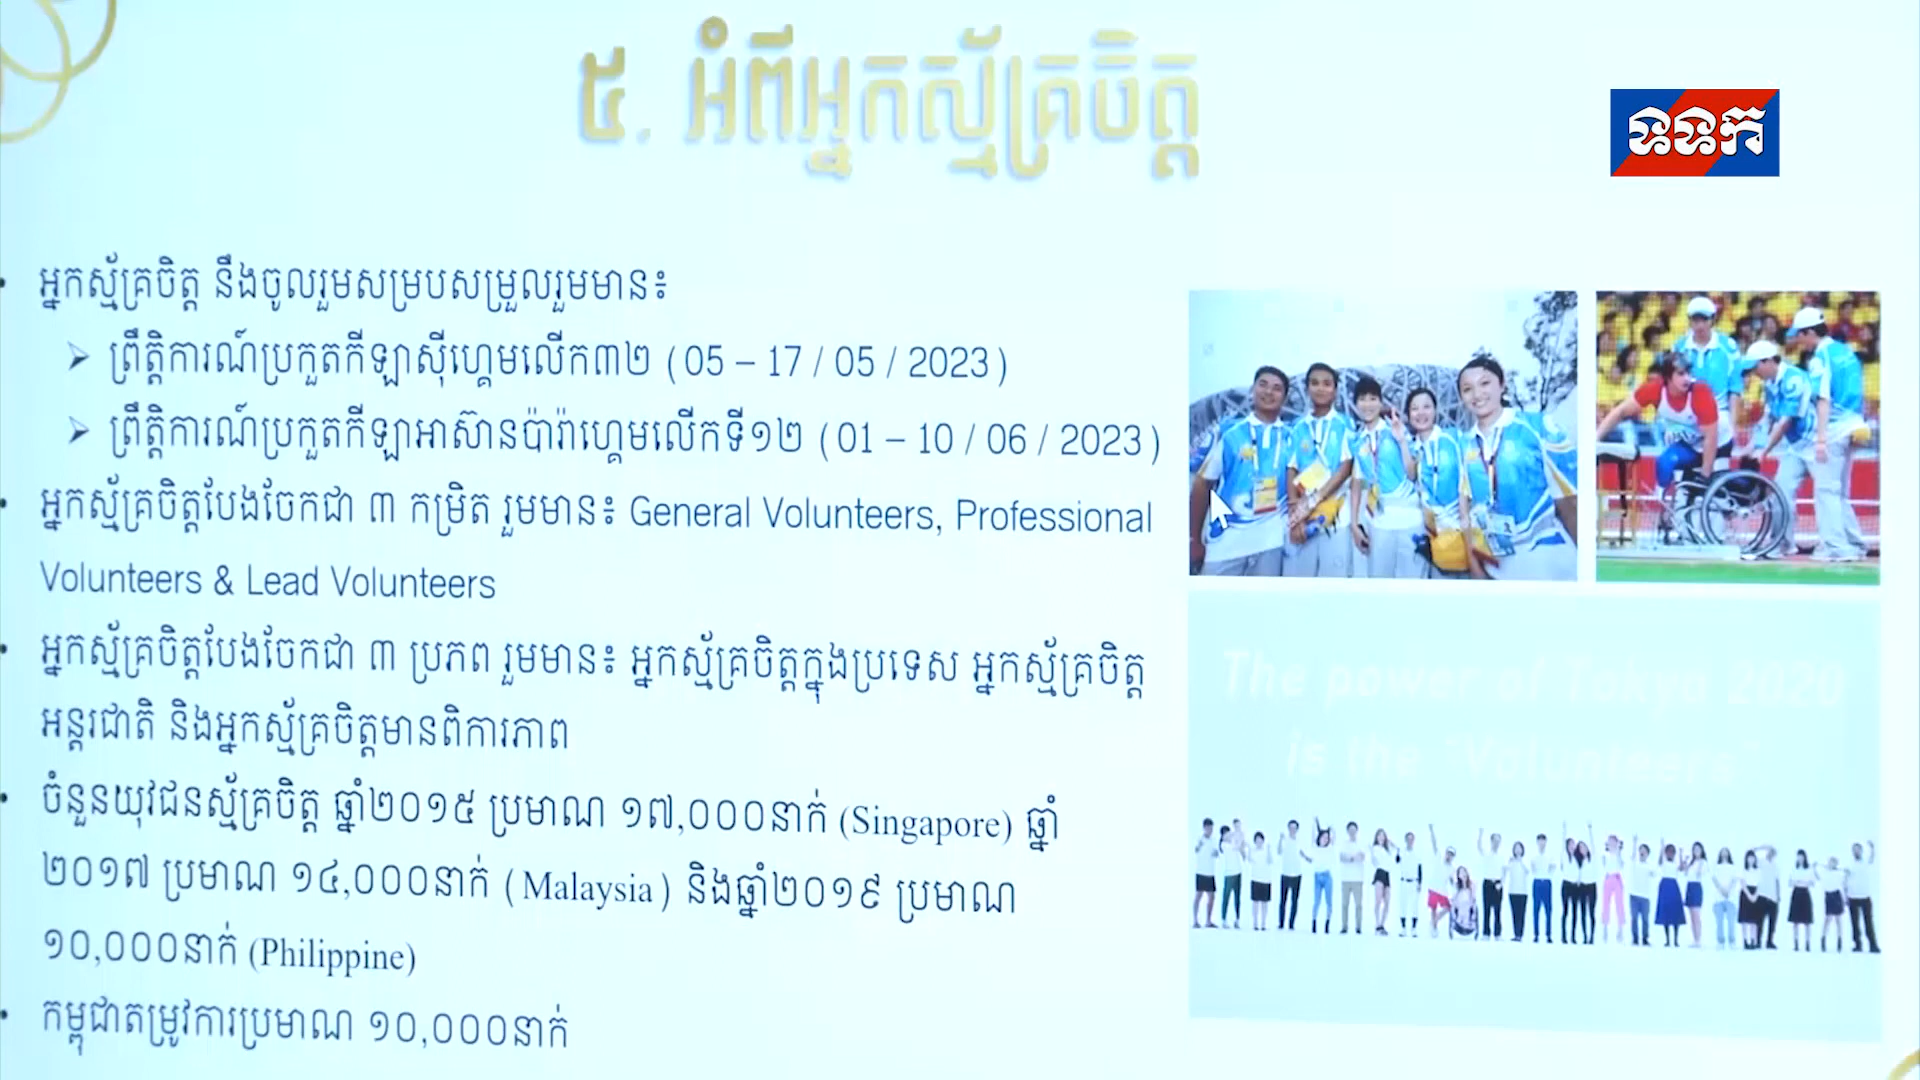 ៥. អំពីអ្នកស្ម័គ្រចិត្ត
ទទក
• អ្នកស្ម័គ្រចិត្ត នឹងចូលរួមសម្របសម្រួលរួមមាន៖
➢ ព្រឹត្តិការណ៍ប្រកួតកីឡាស៊ីហ្គេមលើក៣២ (05 – 17 / 05 / 2023)
➢ ព្រឹត្តិការណ៍ប្រកួតកីឡាអាស៊ានប៉ារ៉ាហ្គេមលើកទី១២ (01 – 10 / 06 / 2023)
• អ្នកស្ម័គ្រចិត្តបែងចែកជា ៣ កម្រិត រួមមាន៖ General Volunteers, Professional
Volunteers & Lead Volunteers
• អ្នកស្ម័គ្រចិត្តបែងចែកជា ៣ ប្រភព រួមមាន៖ អ្នកស្ម័គ្រចិត្តក្នុងប្រទេស អ្នកស្ម័គ្រចិត្ត
អន្តរជាតិ និងអ្នកស្ម័គ្រចិត្តមានពិការភាព
• ចំនួនយុវជនស្ម័គ្រចិត្ត ឆ្នាំ២០១៥ ប្រមាណ ១៧,០០០នាក់ (Singapore) ឆ្នាំ
២០១៧ ប្រមាណ ១៤,០០០នាក់ (Malaysia) និងឆ្នាំ២០១៩ ប្រមាណ
១០,០០០នាក់ (Philippine)
• កម្ពុជាតម្រូវការប្រមាណ ១០,០០០នាក់
The power of Tokyo 2020
is the "Volunteers"